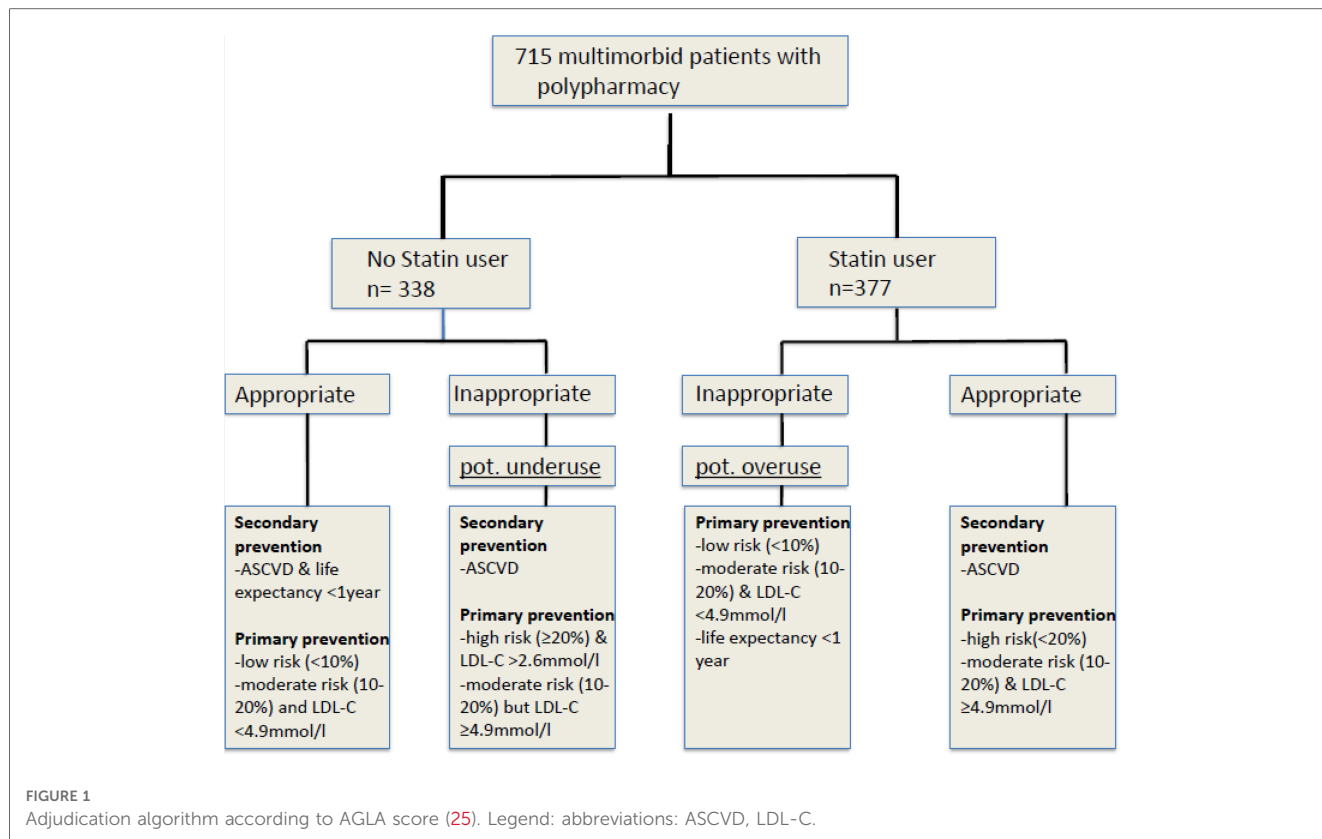 715 multimorbid patients with
polypharmacy
No Statin user
n= 338
Statin user
n=377
Appropriate
Inappropriate
Inappropriate
Appropriate
pot. underuse
pot. overuse
Secondary
prevention
-ASCVD & life
expectancy <1year
Primary prevention
-low risk (<10%)
-moderate risk (10-
20%) and LDL-C
<4.9mmol/l
Secondary
prevention
-ASCVD
Primary prevention
-high risk (≥20%) &
LDL-C >2.6mmol/l
-moderate risk (10-
20%) but LDL-C
≥4.9mmol/l
Primary prevention
-low risk (<10%)
-moderate risk (10-
20%) & LDL-C
<4.9mmol/l
-life expectancy <1
year
Secondary
prevention
-ASCVD
Primary prevention
-high risk(<20%)
-moderate risk (10-
20%) & LDL-C
≥4.9mmol/l
FIGURE 1
Adjudication algorithm according to AGLA score (25). Legend: abbreviations: ASCVD, LDL-C.